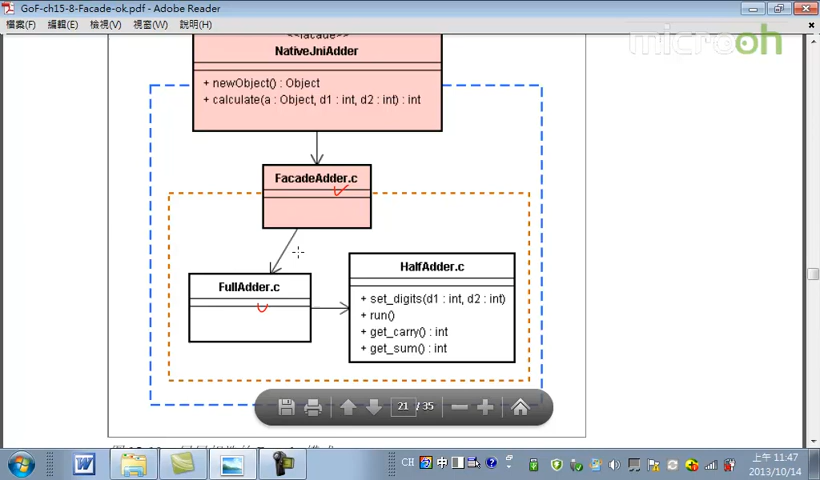 GoF-ch15-8-Facade-ok.pdf - Adobe Reader
檔案(F) 編輯(E) 檢視(V) 視窗(W) 說明(H)
microoh
<<facade>>
NativeJniAdder
+ newObject() : Object
+ calculate(a : Object, d1 : int, d2 : int) : int
FacadeAdder.c
FullAdder.c
HalfAdder.c
+ set_digits(d1 : int, d2 : int)
+ run()
+ get_carry() : int
+ get_sum() : int
21 / 35
CH 中
上午 11:47
2013/10/14